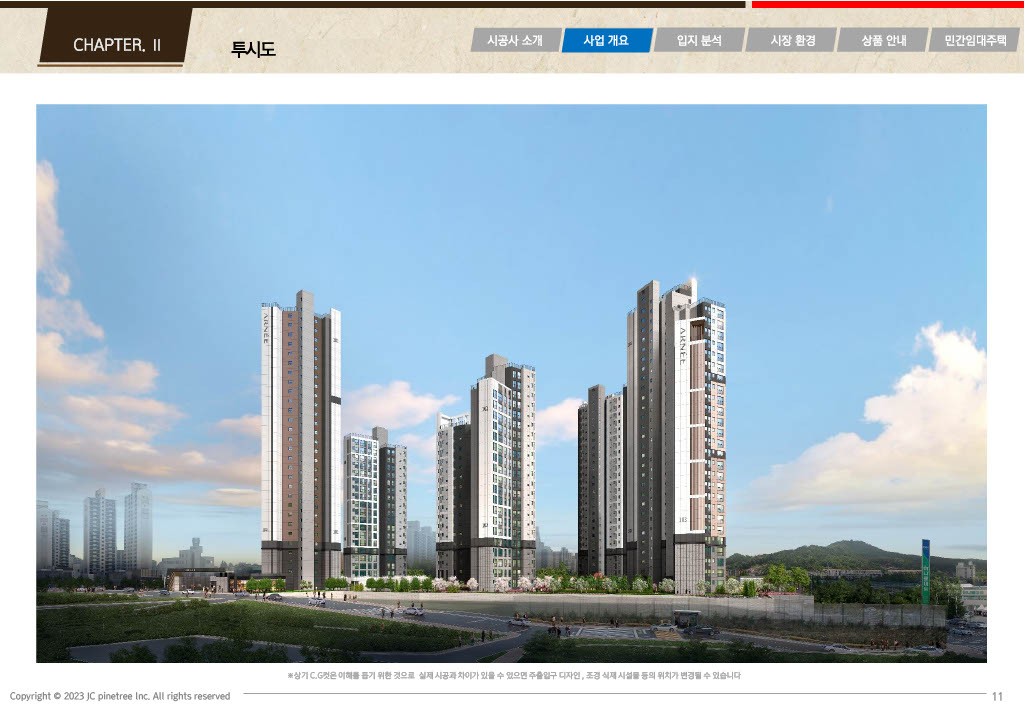 CHAPTER. II
투시도
시공사 소개
사업 개요
입지 분석
시장 환경
상품 안내
민간임대주택
AKNEE
AKNEE
103
※상기 C.G컷은 이해를 돕기 위한 것으로 실제 시공과 차이가 있을 수 있으면 주출입구 디자인 , 조경 식재 시설물 등의 위치가 변경될 수 있습니다
Copyright © 2023 JC pinetree Inc. All rights reserved
11